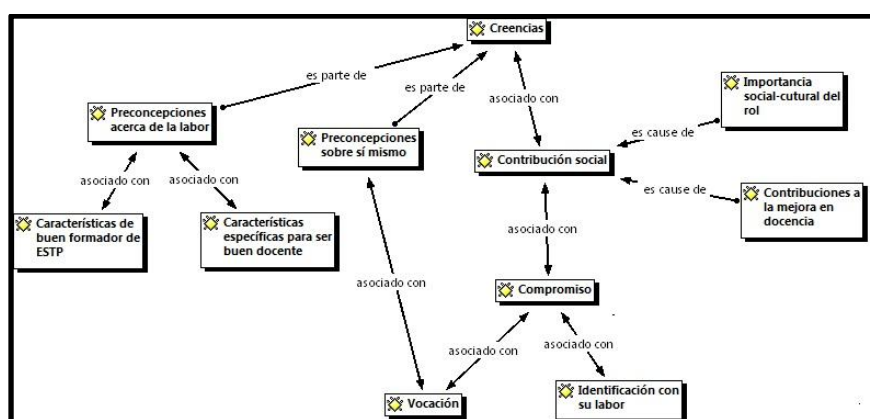 Creencias
es parte de
es parte de
asociado con
Importancia
social-cutural del
rol
Preconcepciones
acerca de la labor
Preconcepciones
sobre sí mismo
es cause de
Contribución social
asociado con
asociado con
es cause de
Contribuciones a
la mejora en
docencia
Características de
buen formador de
ESTP
Características
específicas para ser
buen docente
asociado con
asociado con
Compromiso
asociado con
asociado con
Vocación
Identificación con
su labor